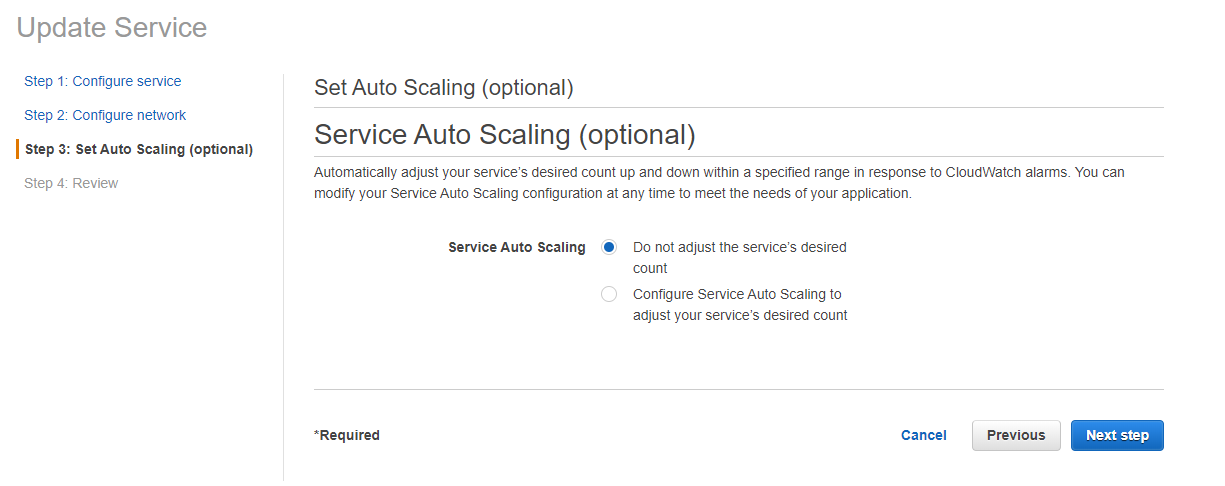 Update Service
Step 1: Configure service
Step 2: Configure network
Step 3: Set Auto Scaling (optional)
Step 4: Review
Set Auto Scaling (optional)
Service Auto Scaling (optional)
Automatically adjust your service’s desired count up and down within a specified range in response to CloudWatch alarms. You can
modify your Service Auto Scaling configuration at any time to meet the needs of your application.
Service Auto Scaling
Do not adjust the service’s desired
count
Configure Service Auto Scaling to
adjust your service’s desired count
*Required
Cancel
Previous
Next step